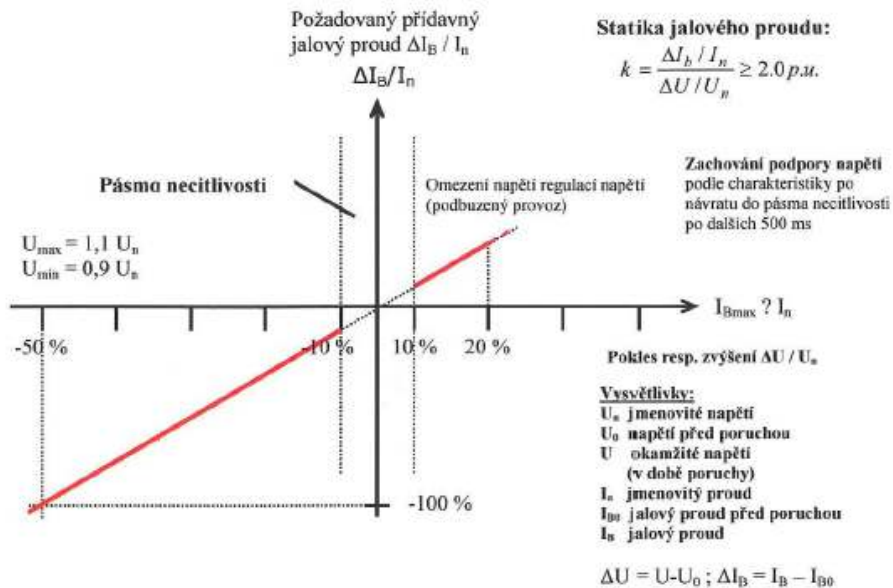 Požadovaný přídavný
jalový proud ΔI_B / I_n
ΔI_B/I_n
Statika jalového proudu:
k = (ΔI_b / I_n) / (ΔU / U_n) ≥ 2.0 p.u.
Pásmo necitlivosti
Omezení napětí regulací napětí
(podbuzený provoz)
Zachování podpory napětí
podle charakteristiky po
návratu do pásma necitlivosti
po dalších 500 ms
U_max = 1,1 U_n
U_min = 0,9 U_n
I_Bmax ? I_n
-50 %
-10 %
10 %
20 %
Pokles resp. zvýšení ΔU / U_n
-100 %
Vysvětlivky:
U_n jmenovité napětí
U_0 napětí před poruchou
U okamžité napětí
(v době poruchy)
I_n jmenovitý proud
I_B0 jalový proud před poruchou
I_B jalový proud
ΔU = U-U_0 ; ΔI_B = I_B – I_B0